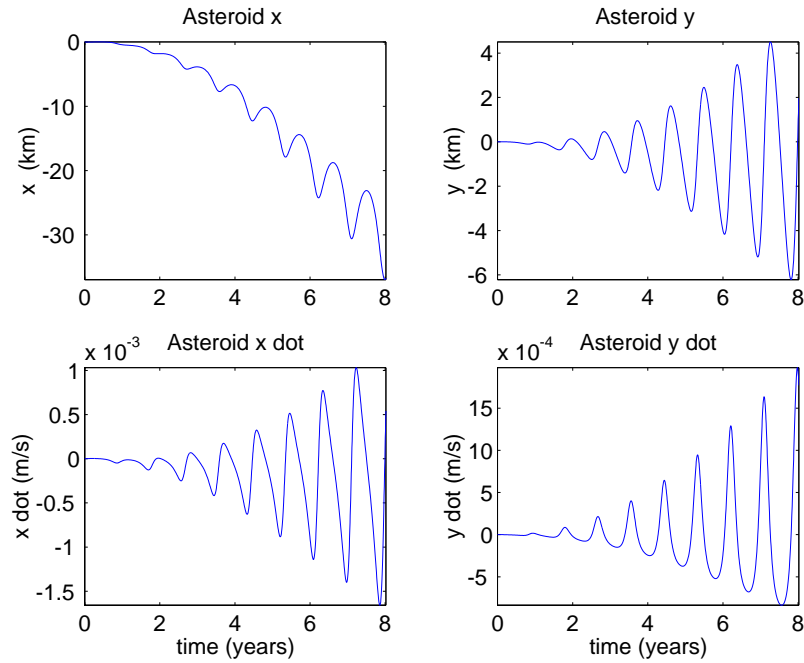 Asteroid x
0
-10
-20
-30
x (km)
0 2 4 6 8
Asteroid y
4
2
0
-2
-4
-6
y (km)
0 2 4 6 8
x 10^-3
Asteroid x dot
1
0.5
0
-0.5
-1
-1.5
x dot (m/s)
0 2 4 6 8
time (years)
x 10^-4
Asteroid y dot
15
10
5
0
-5
y dot (m/s)
0 2 4 6 8
time (years)